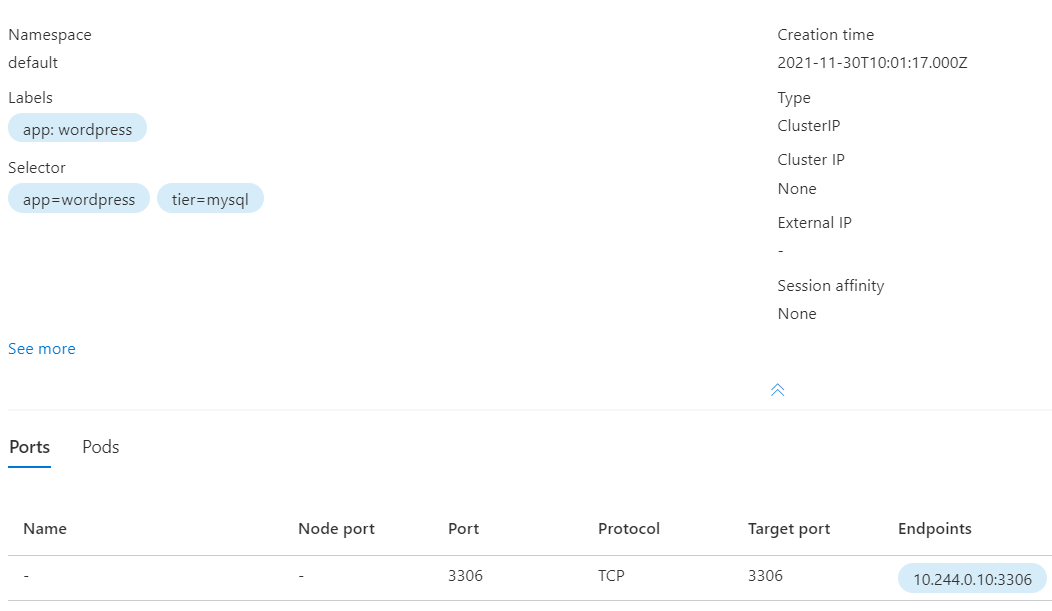 Namespace
default
Labels
app: wordpress
Selector
app=wordpress tier=mysql
See more
Creation time
2021-11-30T10:01:17.000Z
Type
ClusterIP
Cluster IP
None
External IP
-
Session affinity
None
Ports Pods
Name Node port Port Protocol Target port Endpoints
- - 3306 TCP 3306 10.244.0.10:3306